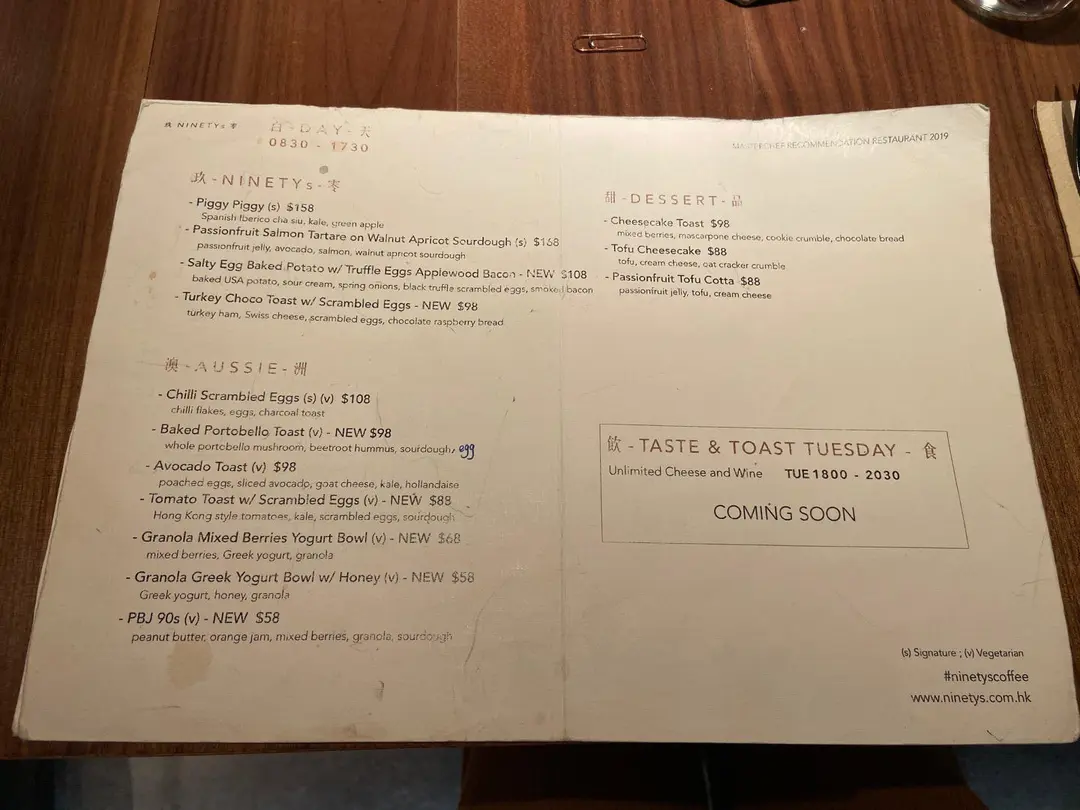 玖·NINETYs·零
白-DAY-天
0830 - 1730
玖-NINETYs-零
- Piggy Piggy (s) $158
Spanish Iberico cha siu, kale, green apple
- Passionfruit Salmon Tartare on Walnut Apricot Sourdough (s) $168
passionfruit jelly, avocado, salmon, walnut apricot sourdough
- Salty Egg Baked Potato w/ Truffle Eggs Applewood Bacon - NEW $108
baked USA potato, sour cream, spring onions, black truffle scrambled eggs, smoked bacon
- Turkey Choco Toast w/ Scrambled Eggs - NEW $98
turkey ham, Swiss cheese, scrambled eggs, chocolate raspberry bread
澳-AUSSIE-洲
- Chilli Scrambled Eggs (s) (v) $108
chilli flakes, eggs, charcoal toast
- Baked Portobello Toast (v) - NEW $98
whole portobello mushroom, beetroot hummus, sourdough, egg
- Avocado Toast (v) $98
poached eggs, sliced avocado, goat cheese, kale, hollandaise
- Tomato Toast w/ Scrambled Eggs (v) - NEW $88
Hong Kong style tomatoes, kale, scrambled eggs, sourdough
- Granola Mixed Berries Yogurt Bowl (v) - NEW $68
mixed berries, Greek yogurt, granola
- Granola Greek Yogurt Bowl w/ Honey (v) - NEW $58
Greek yogurt, honey, granola
- PBJ 90s (v) - NEW $58
peanut butter, orange jam, mixed berries, granola, sourdough
MASTERCHEF RECOMMENDATION RESTAURANT 2019
甜-DESSERT-品
- Cheesecake Toast $98
mixed berries, mascarpone cheese, cookie crumble, chocolate bread
- Tofu Cheesecake $88
tofu, cream cheese, oat cracker crumble
- Passionfruit Tofu Cotta $88
passionfruit jelly, tofu, cream cheese
飲 - TASTE & TOAST TUESDAY - 食
Unlimited Cheese and Wine TUE 1800 - 2030
COMING SOON
(s) Signature ; (v) Vegetarian
#ninetyscoffee
www.ninetys.com.hk